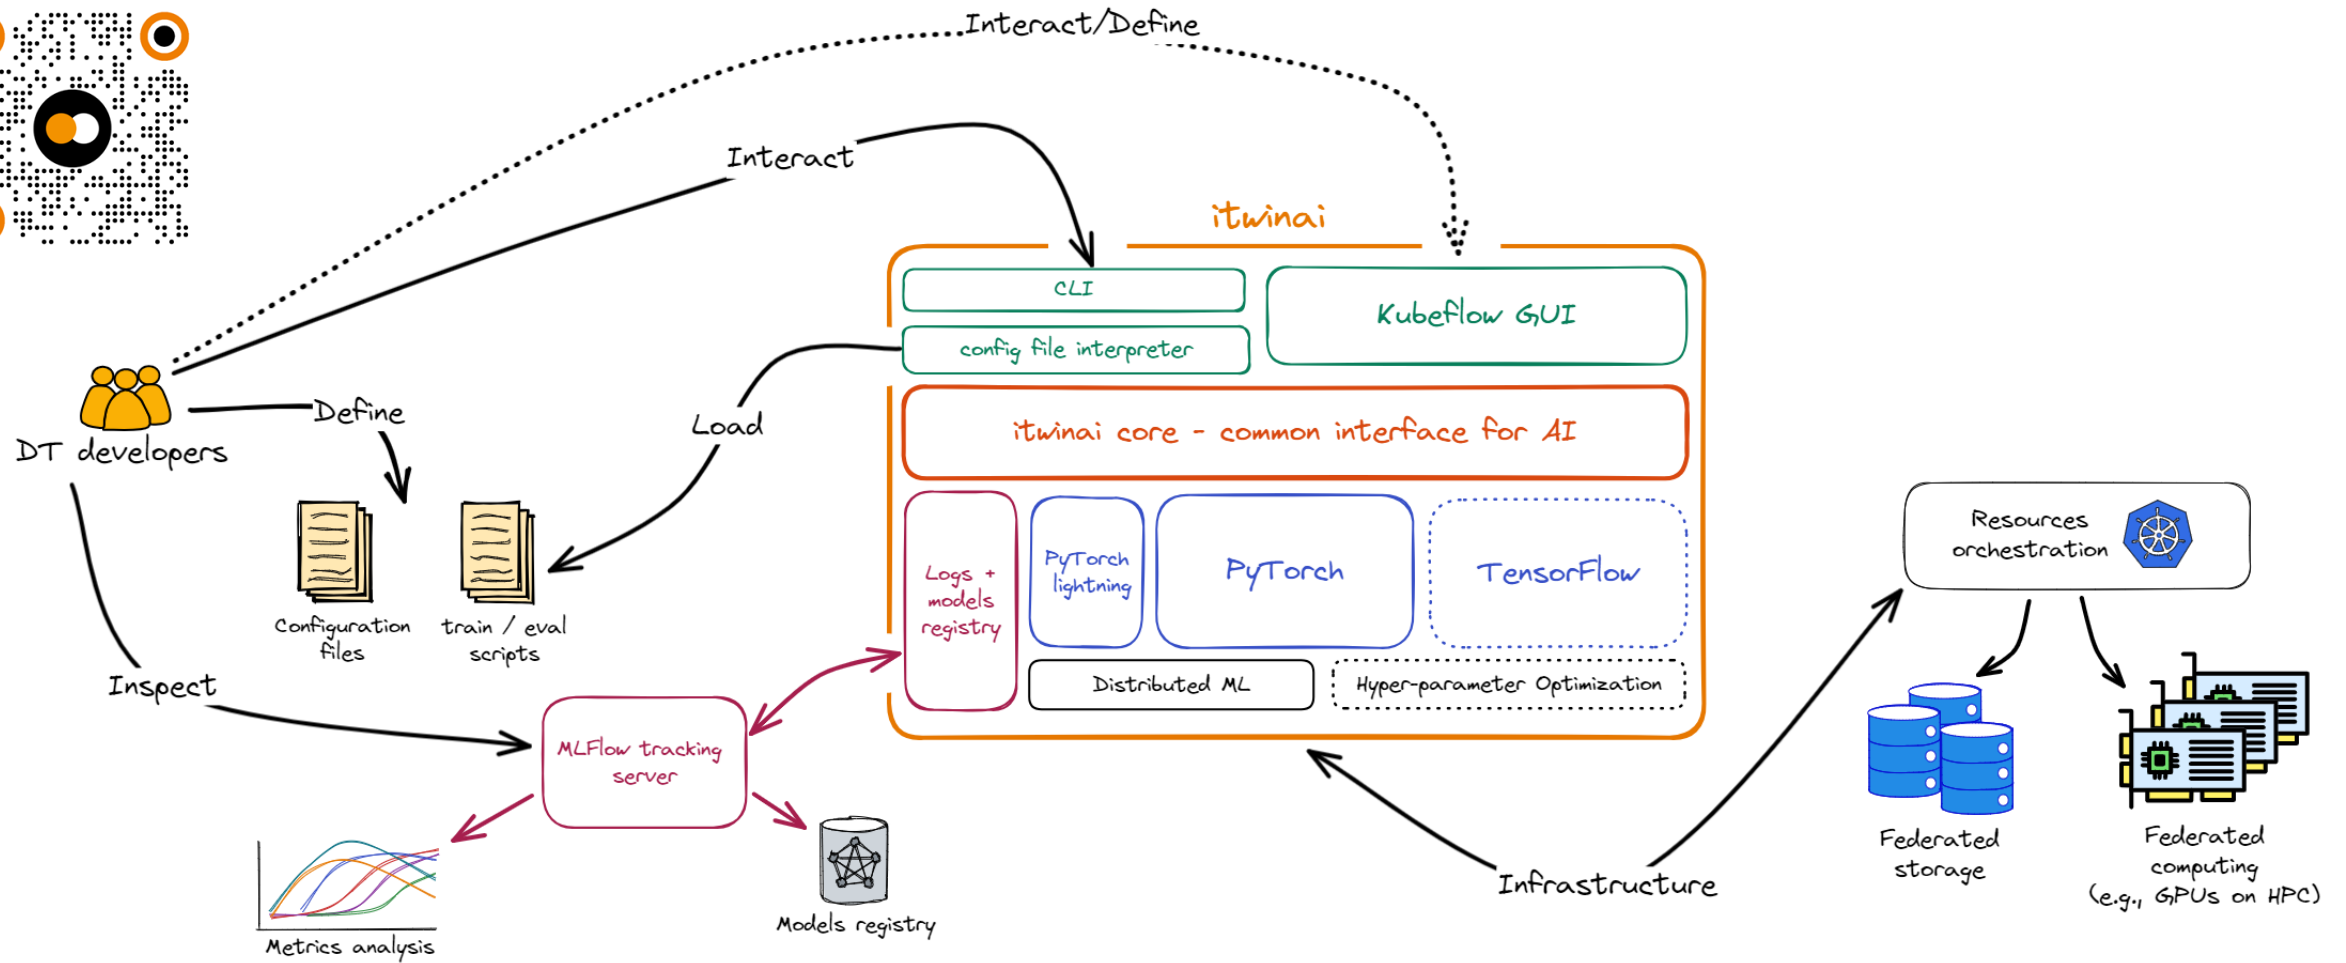 Interact/Define
Interact
itwinai
CLI
Kubeflow GUI
config file interpreter
Define
Load
DT developers
itwinai core - common interface for AI
Resources
orchestration
PyTorch
lightning
PyTorch
TensorFlow
Logs +
models
registry
Configuration
files
train / eval
scripts
Inspect
Distributed ML
Hyper-parameter Optimization
MLFlow tracking
server
Federated
storage
Federated
computing
(e.g., GPUs on HPC)
Infrastructure
Models registry
Metrics analysis